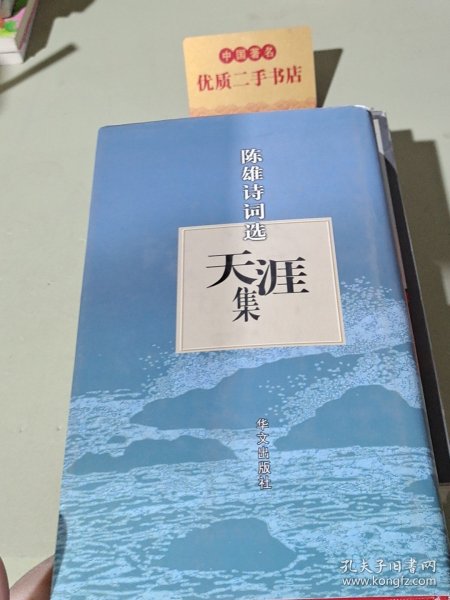 中国著名
优质二手书店
陈雄诗词选
天涯
集
华文出版社
孔夫子旧书网
www.kongfz.com